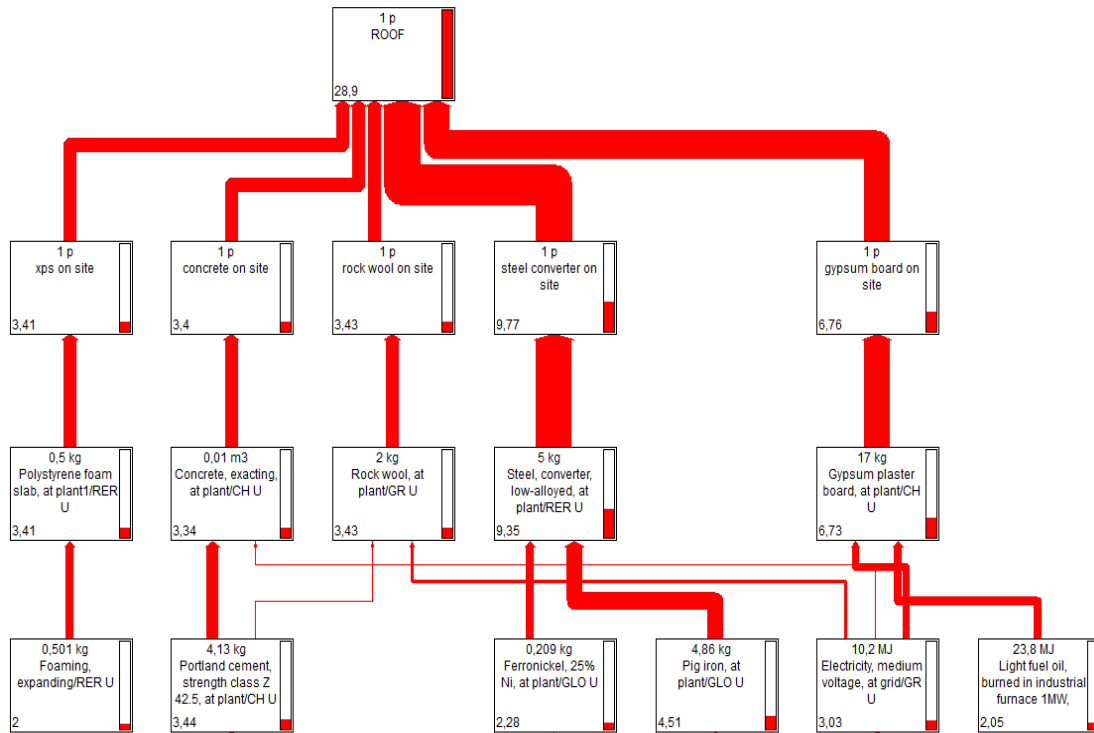 1 p
ROOF
28,9
1 p
xps on site
3,41
1 p
concrete on site
3,4
1 p
rock wool on site
3,43
1 p
steel converter on
site
9,77
1 p
gypsum board on
site
6,76
0,5 kg
Polystyrene foam
slab, at plant1/RER
U
3,41
0,01 m3
Concrete, exacting,
at plant/CH U
3,34
2 kg
Rock wool, at
plant/GR U
3,43
5 kg
Steel, converter,
low-alloyed, at
plant/RER U
9,35
17 kg
Gypsum plaster
board, at plant/CH
U
6,73
0,501 kg
Foaming,
expanding/RER U
2
4,13 kg
Portland cement,
strength class Z
42.5, at plant/CH U
3,44
0,209 kg
Ferronickel, 25%
Ni, at plant/GLO U
2,28
4,86 kg
Pig iron, at
plant/GLO U
4,51
10,2 MJ
Electricity, medium
voltage, at grid/GR
U
3,03
23,8 MJ
Light fuel oil,
burned in industrial
furnace 1MW,
2,05